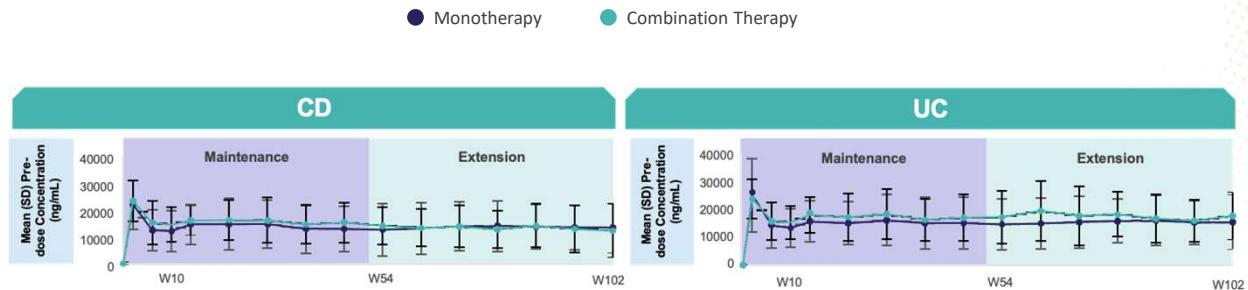 Monotherapy
Combination Therapy
CD
Mean (SD) Pre-
dose Concentration
(ng/mL)
40000
30000
20000
10000
0
Maintenance
Extension
W10
W54
W102
UC
Mean (SD) Pre-
dose Concentration
(ng/mL)
40000
30000
20000
10000
0
Maintenance
Extension
W10
W54
W102